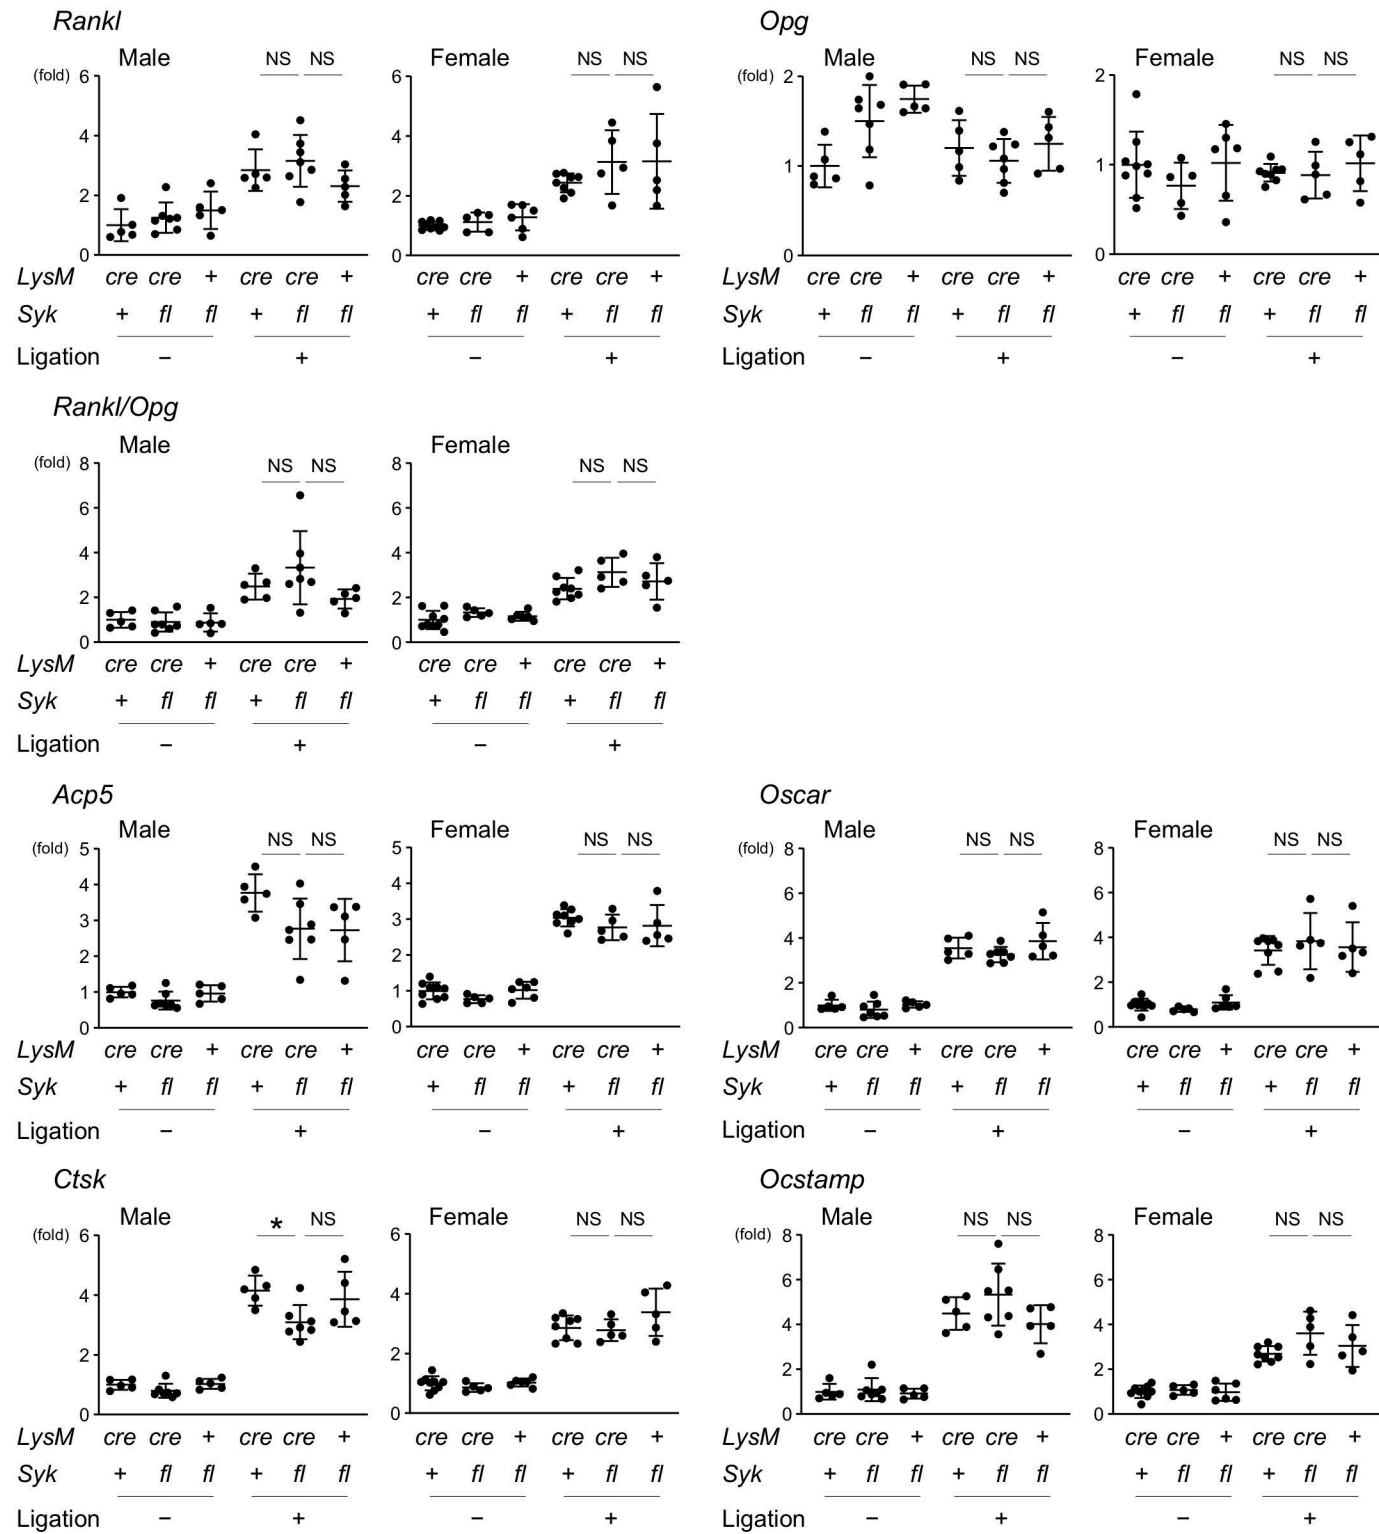 Rankl Opg
Male NS NS Female NS NS Male NS NS Female NS NS
(fold) 6 6 (fold) 2 2
4 4
1 1
2 2
0 0 0 0
LysM cre cre + cre cre + cre cre + cre cre + LysM cre cre + cre cre + cre cre + cre cre +
Syk + fl fl + fl fl + fl fl + fl fl Syk + fl fl + fl fl + fl fl + fl fl
Ligation − + − + Ligation − + − +
Rankl/Opg
Male NS NS Female NS NS
(fold) 8 8
6 6
4 4
2 2
0 0
LysM cre cre + cre cre + cre cre + cre cre +
Syk + fl fl + fl fl + fl fl + fl fl
Ligation − + − +
Acp5 Oscar
Male NS NS Female NS NS Male NS NS Female NS NS
(fold) 5 5 (fold) 8 8
4 4 6 6
3 3 4 4
2 2
1 1 2 2
0 0 0 0
LysM cre cre + cre cre + cre cre + cre cre + LysM cre cre + cre cre + cre cre + cre cre +
Syk + fl fl + fl fl + fl fl + fl fl Syk + fl fl + fl fl + fl fl + fl fl
Ligation − + − + Ligation − + − +
Ctsk Ocstamp
Male * NS Female NS NS Male NS NS Female NS NS
(fold) 6 6 (fold) 8 8
6 6
4 4 4 4
2 2 2 2
0 0 0 0
LysM cre cre + cre cre + cre cre + cre cre + LysM cre cre + cre cre + cre cre + cre cre +
Syk + fl fl + fl fl + fl fl + fl fl Syk + fl fl + fl fl + fl fl + fl fl
Ligation − + − + Ligation − + − +